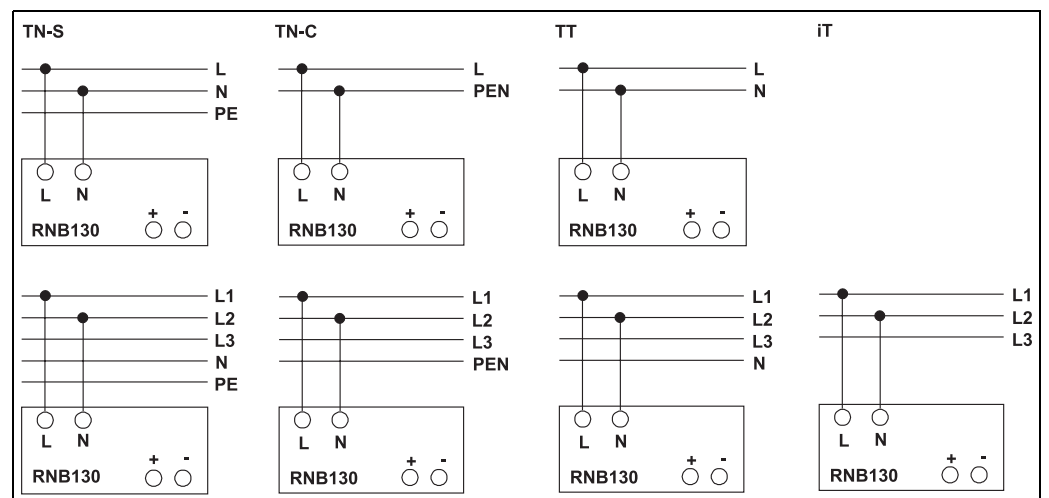 TN-S
L
N
PE
L N
+ -
RNB130
TN-C
L
PEN
L N
+ -
RNB130
TT
L
N
L N
+ -
RNB130
iT
L1
L2
L3
N
PE
L N
+ -
RNB130
L1
L2
L3
PEN
L N
+ -
RNB130
L1
L2
L3
N
L N
+ -
RNB130
L1
L2
L3
L N
+ -
RNB130